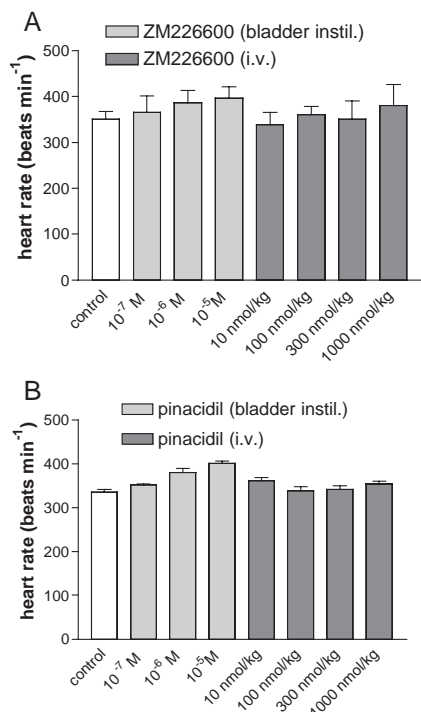 A
ZM226600 (bladder instil.)
ZM226600 (i.v.)
500
400
300
200
100
0
heart rate (beats min⁻¹)
control
10⁻⁷ M
10⁻⁶ M
10⁻⁵ M
10 nmol/kg
100 nmol/kg
300 nmol/kg
1000 nmol/kg
B
pinacidil (bladder instil.)
pinacidil (i.v.)
500
400
300
200
100
0
heart rate (beats min⁻¹)
control
10⁻⁷ M
10⁻⁶ M
10⁻⁵M
10 nmol/kg
100 nmol/kg
300 nmol/kg
1000 nmol/kg